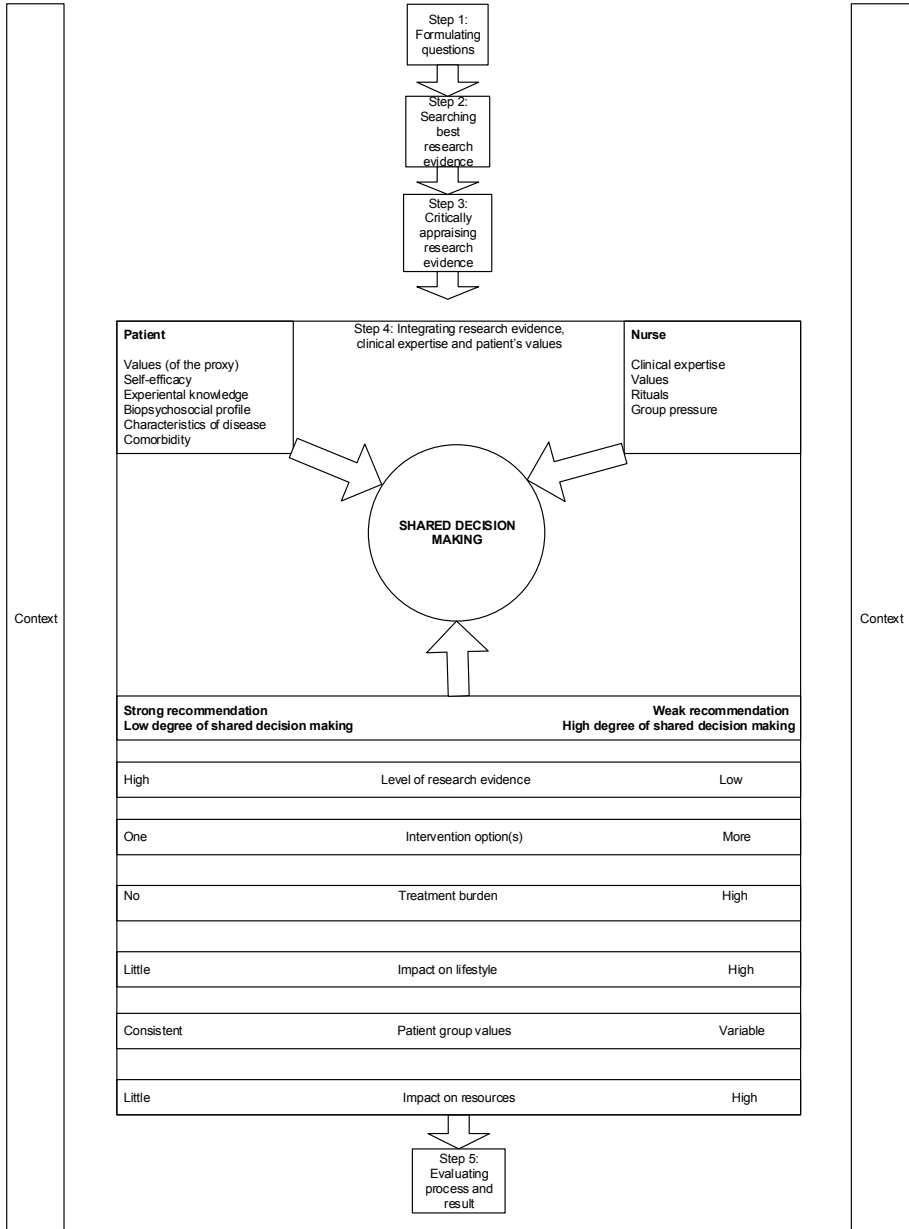 Step 1:
Formulating
questions
Step 2:
Searching
best
research
evidence
Step 3:
Critically
appraising
research
evidence
Step 4: Integrating research evidence,
clinical expertise and patient's values
Patient
Values (of the proxy)
Self-efficacy
Experiental knowledge
Biopsychosocial profile
Characteristics of disease
Comorbidity
Nurse
Clinical expertise
Values
Rituals
Group pressure
SHARED DECISION
MAKING
Context
Context
Strong recommendation
Low degree of shared decision making
Weak recommendation
High degree of shared decision making
High Level of research evidence Low
One Intervention option(s) More
No Treatment burden High
Little Impact on lifestyle High
Consistent Patient group values Variable
Little Impact on resources High
Step 5:
Evaluating
process and
result